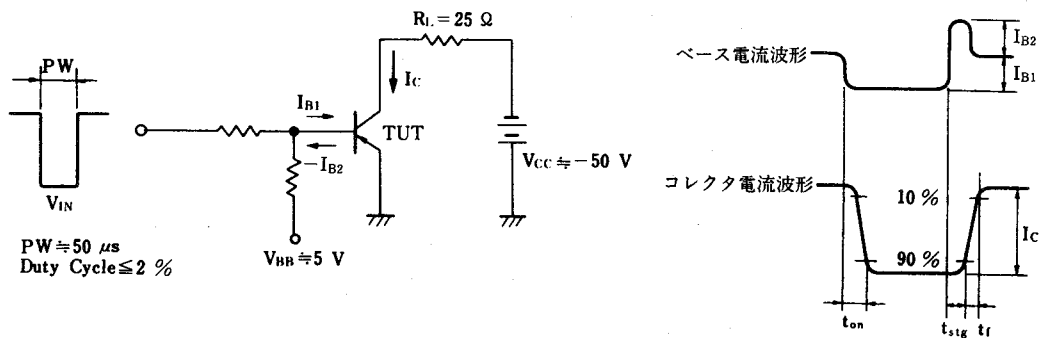 R_L=25 Ω
PW
I_C
I_B1
TUT
-I_B2
V_CC≒-50 V
V_IN
PW≒50 μs
Duty Cycle≦2 %
V_BB≒5 V
ベース電流波形
I_B2
I_B1
コレクタ電流波形
10 %
90 %
I_C
t_on
t_stg
t_f